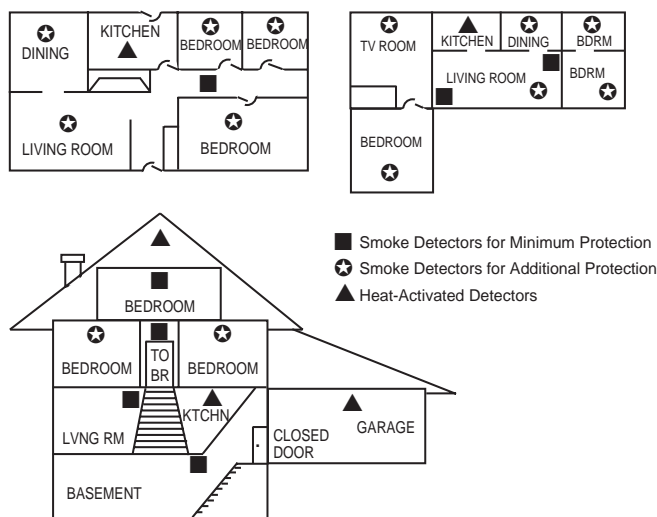 DINING
KITCHEN
BEDROOM
BEDROOM
LIVING ROOM
BEDROOM
TV ROOM
KITCHEN
DINING
BDRM
LIVING ROOM
BDRM
BEDROOM
Smoke Detectors for Minimum Protection
Smoke Detectors for Additional Protection
Heat-Activated Detectors
BEDROOM
BEDROOM
TO
BR
BEDROOM
LVNG RM
KTCHN
CLOSED
DOOR
GARAGE
BASEMENT